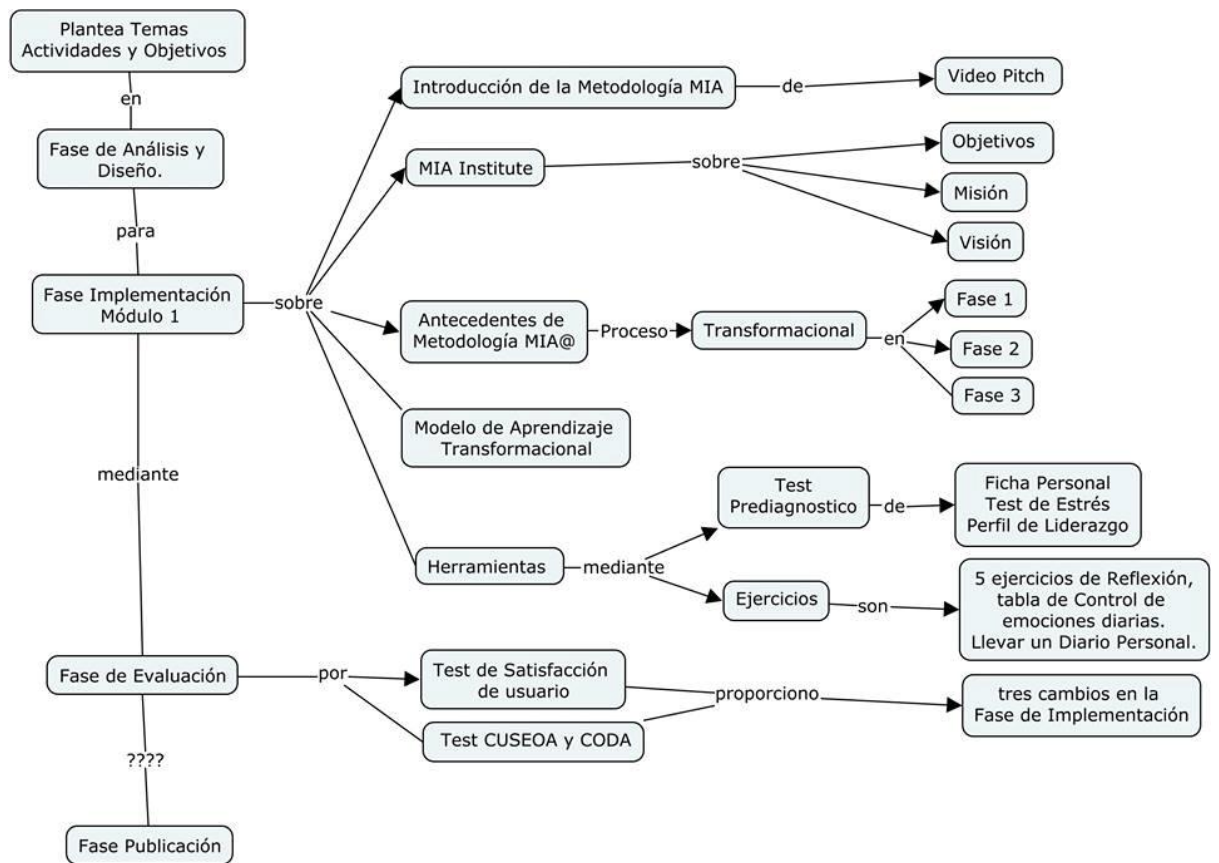 Plantea Temas
Actividades y Objetivos
en
Fase de Análisis y
Diseño.
para
Fase Implementación
Módulo 1
sobre
Introducción de la Metodología MIA
de
Video Pitch
MIA Institute
sobre
Objetivos
Misión
Visión
Antecedentes de
Metodología MIA@
Proceso
Transformacional
en
Fase 1
Fase 2
Fase 3
Modelo de Aprendizaje
Transformacional
Herramientas
mediante
Test
Prediagnostico
de
Ficha Personal
Test de Estrés
Perfil de Liderazgo
Ejercicios
son
5 ejercicios de Reflexión,
tabla de Control de
emociones diarias.
Llevar un Diario Personal.
mediante
Fase de Evaluación
por
Test de Satisfacción
de usuario
Test CUSEOA y CODA
proporciono
tres cambios en la
Fase de Implementación
????
Fase Publicación